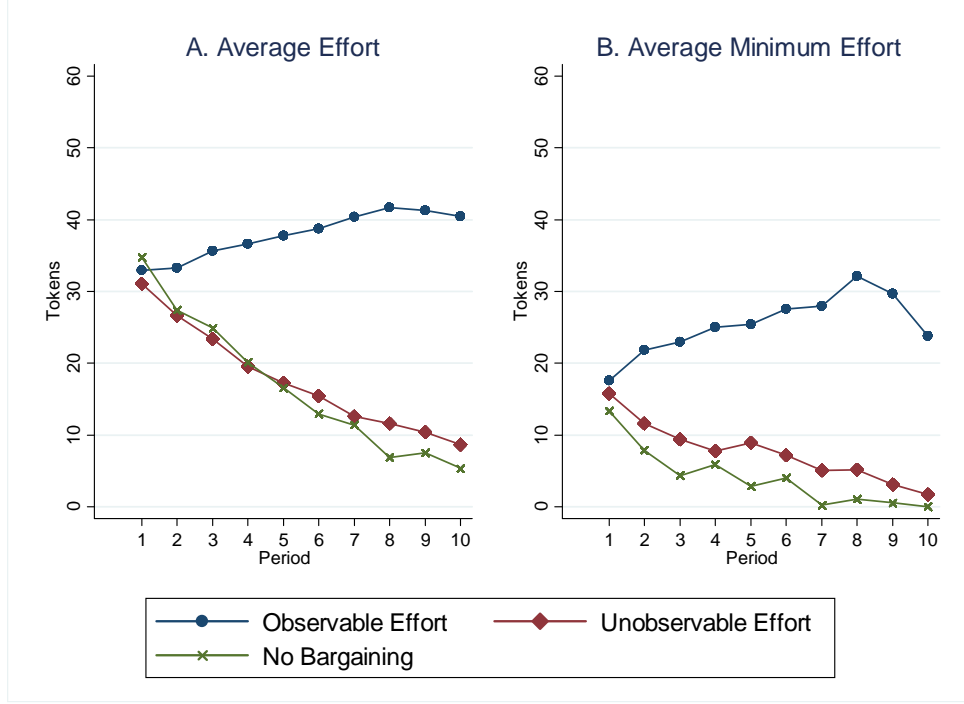 A. Average Effort
Tokens
60
50
40
30
20
10
0
1 2 3 4 5 6 7 8 9 10
Period
B. Average Minimum Effort
Tokens
60
50
40
30
20
10
0
1 2 3 4 5 6 7 8 9 10
Period
Observable Effort
Unobservable Effort
No Bargaining